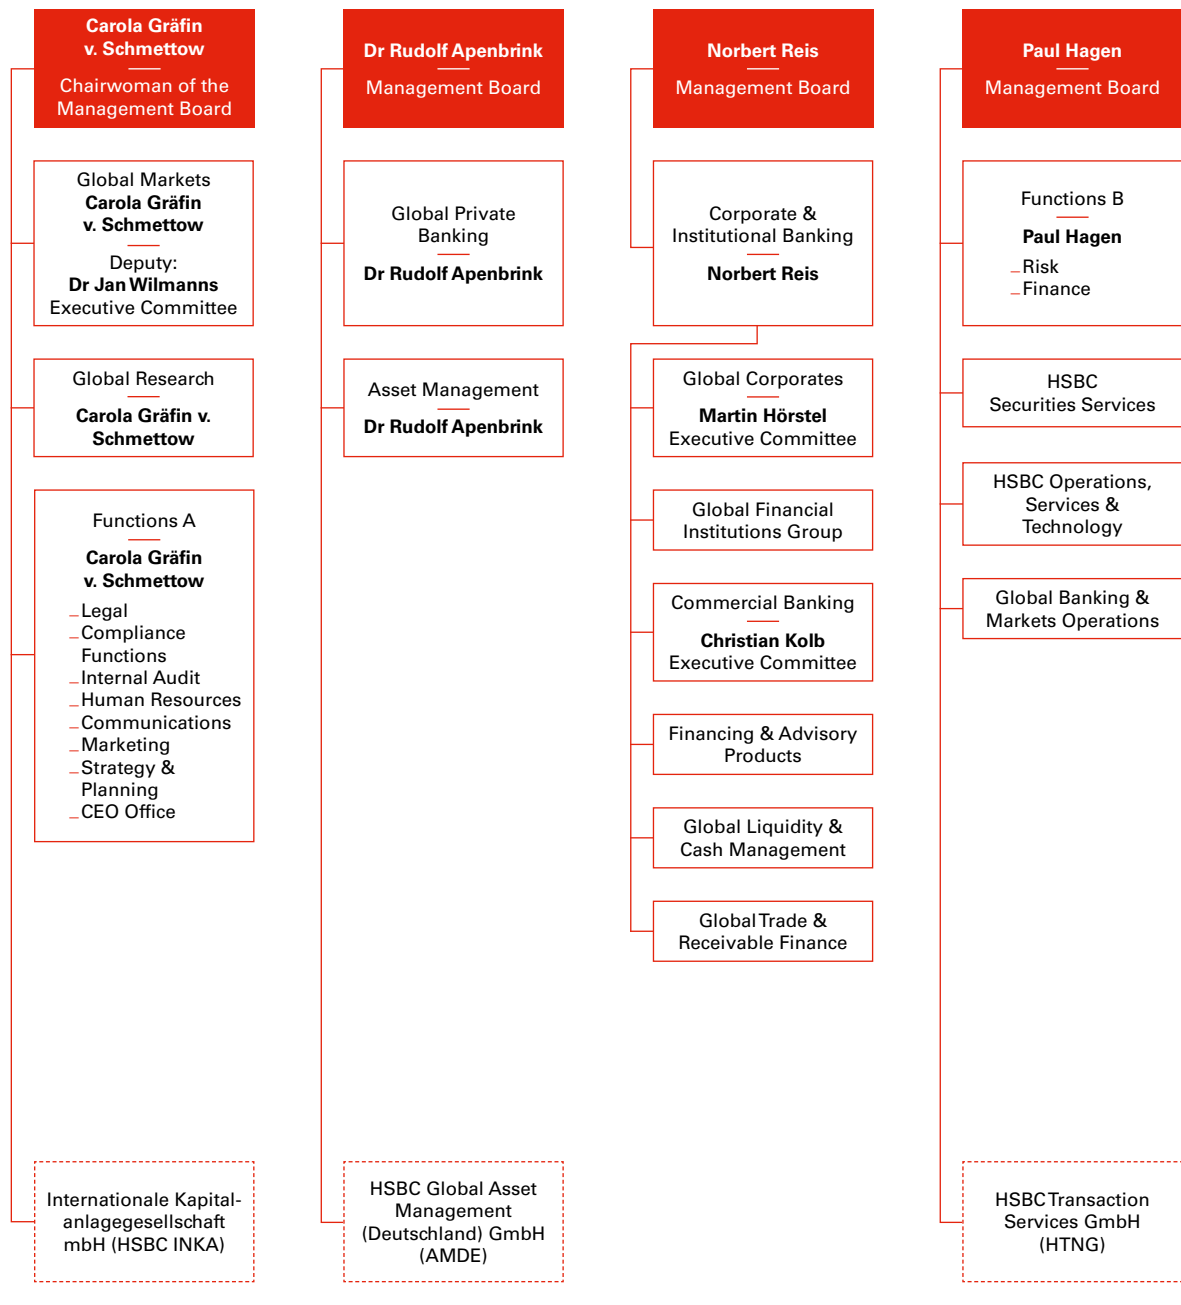 Carola Gräfin
v. Schmettow
Chairwoman of the
Management Board
Global Markets
Carola Gräfin
v. Schmettow
Deputy:
Dr Jan Wilmanns
Executive Committee
Global Research
Carola Gräfin v.
Schmettow
Functions A
Carola Gräfin
v. Schmettow
_ Legal
_ Compliance
Functions
_ Internal Audit
_ Human Resources
_ Communications
_ Marketing
_ Strategy &
Planning
_ CEO Office
Internationale Kapital-
anlagegesellschaft
mbH (HSBC INKA)
Dr Rudolf Apenbrink
Management Board
Global Private
Banking
Dr Rudolf Apenbrink
Asset Management
Dr Rudolf Apenbrink
HSBC Global Asset
Management
(Deutschland) GmbH
(AMDE)
Norbert Reis
Management Board
Corporate &
Institutional Banking
Norbert Reis
Global Corporates
Martin Hörstel
Executive Committee
Global Financial
Institutions Group
Commercial Banking
Christian Kolb
Executive Committee
Financing & Advisory
Products
Global Liquidity &
Cash Management
Global Trade &
Receivable Finance
Paul Hagen
Management Board
Functions B
Paul Hagen
_ Risk
_ Finance
HSBC
Securities Services
HSBC Operations,
Services &
Technology
Global Banking &
Markets Operations
HSBC Transaction
Services GmbH
(HTNG)